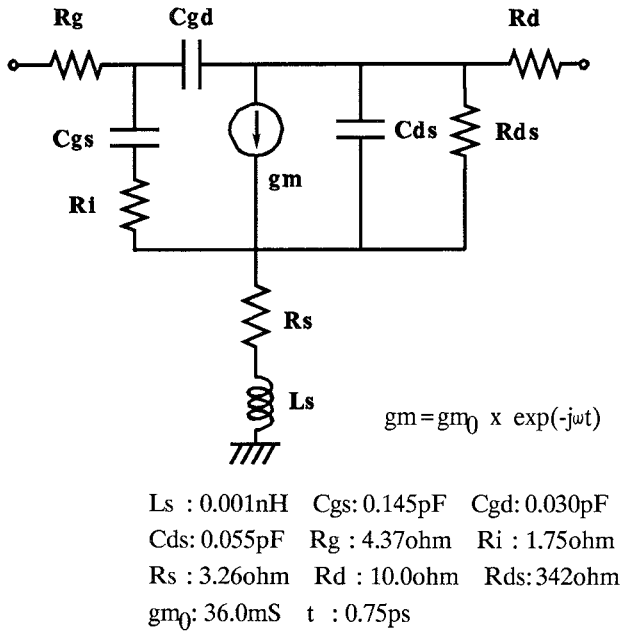 Rg Cgd Rd
Cgs Cds Rds
gm
Ri
Rs
Ls
gm=gm0 x exp(-jωt)
Ls : 0.001nH Cgs: 0.145pF Cgd: 0.030pF
Cds: 0.055pF Rg : 4.37ohm Ri : 1.75ohm
Rs : 3.26ohm Rd : 10.0ohm Rds: 342ohm
gm0: 36.0mS t : 0.75ps